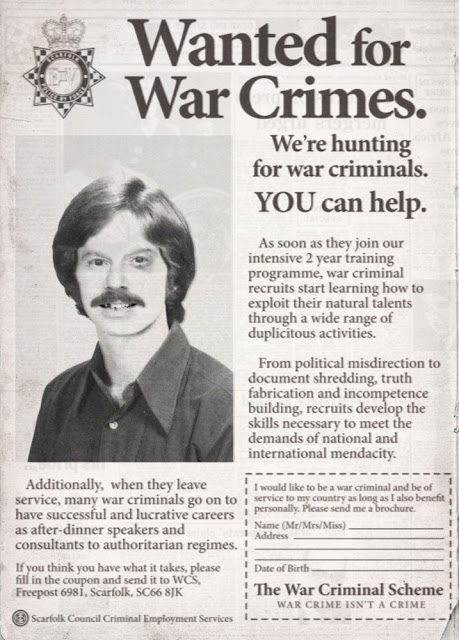 SCARFOLK
Wanted for
War Crimes.
We're hunting
for war criminals.
YOU can help.
As soon as they join our
intensive 2 year training
programme, war criminal
recruits start learning how to
exploit their natural talents
through a wide range of
duplicitous activities.
From political misdirection to
document shredding, truth
fabrication and incompetence
building, recruits develop the
skills necessary to meet the
demands of national and
international mendacity.
Additionally, when they leave
service, many war criminals go on to
have successful and lucrative careers
as after-dinner speakers and
consultants to authoritarian regimes.
If you think you have what it takes, please
fill in the coupon and send it to WCS,
Freepost 6981, Scarfolk, SC66 8JK
Scarfolk Council Criminal Employment Services
I would like to be a war criminal and be of
service to my country as long as I also benefit
personally. Please send me a brochure.
Name (Mr/Mrs/Miss)
Address
Date of Birth
The War Criminal Scheme
WAR CRIME ISN'T A CRIME